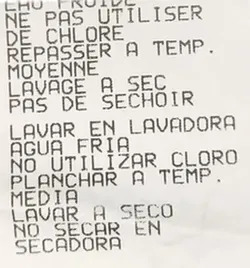 EAU FROIDE
NE PAS UTILISER
DE CHLORE
REPASSER A TEMP.
MOYENNE
LAVAGE A SEC
PAS DE SECHOIR
LAVAR EN LAVADORA
AGUA FRIA
NO UTILIZAR CLORO
PLANCHAR A TEMP.
MEDIA
LAVAR A SECO
NO SECAR EN
SECADORA